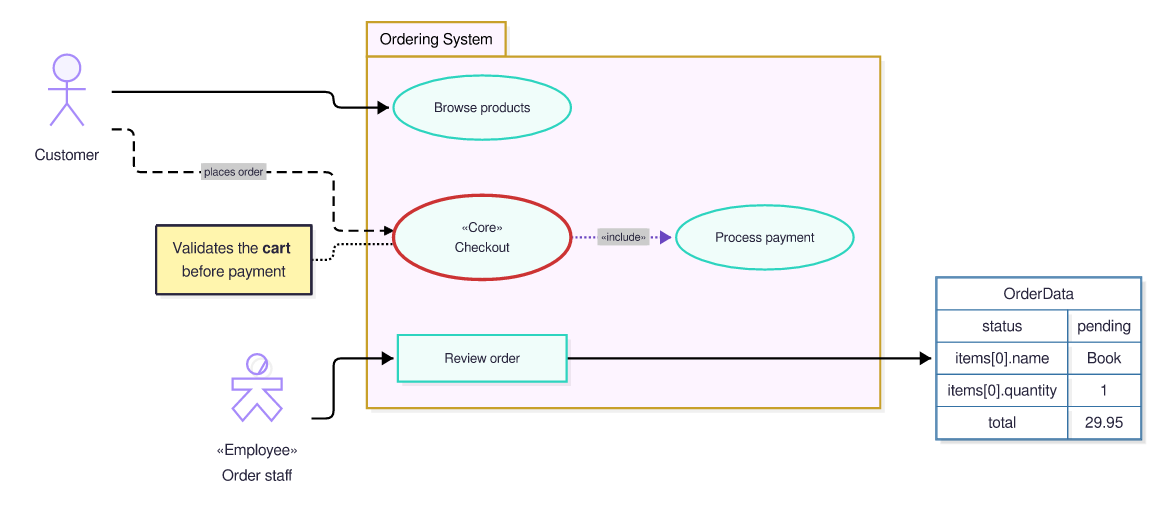 Ordering System
Browse products
Customer
places order
«Core»
Checkout
«include»
Process payment
Validates the cart
before payment
Review order
«Employee»
Order staff
OrderData
status pending
items[0].name Book
items[0].quantity 1
total 29.95